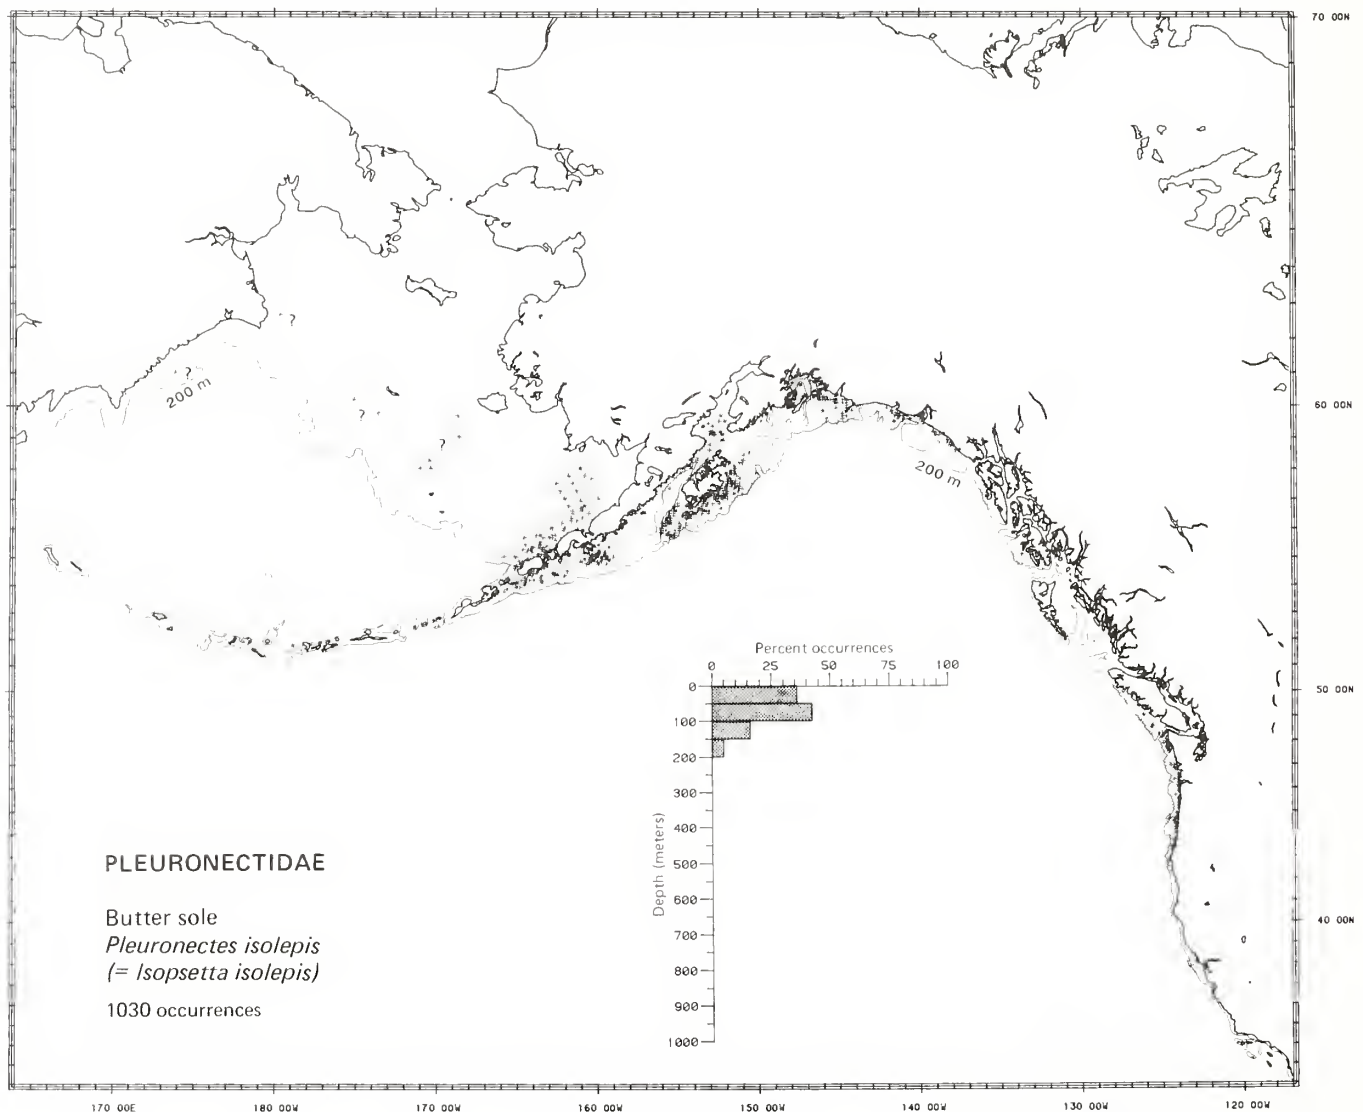 70 00N
?
?
200 m
?
?
60 00N
200 m
Percent occurrences
0 25 50 75 100
0
50 00N
100
200
300
400
500
600
700
800
900
1000
Depth (meters)
PLEURONECTIDAE
Butter sole
Pleuronectes isolepis
(= Isopsetta isolepis)
1030 occurrences
40 00N
170 00E 180 00W 170 00W 160 00W 150 00W 140 00W 130 00W 120 00W